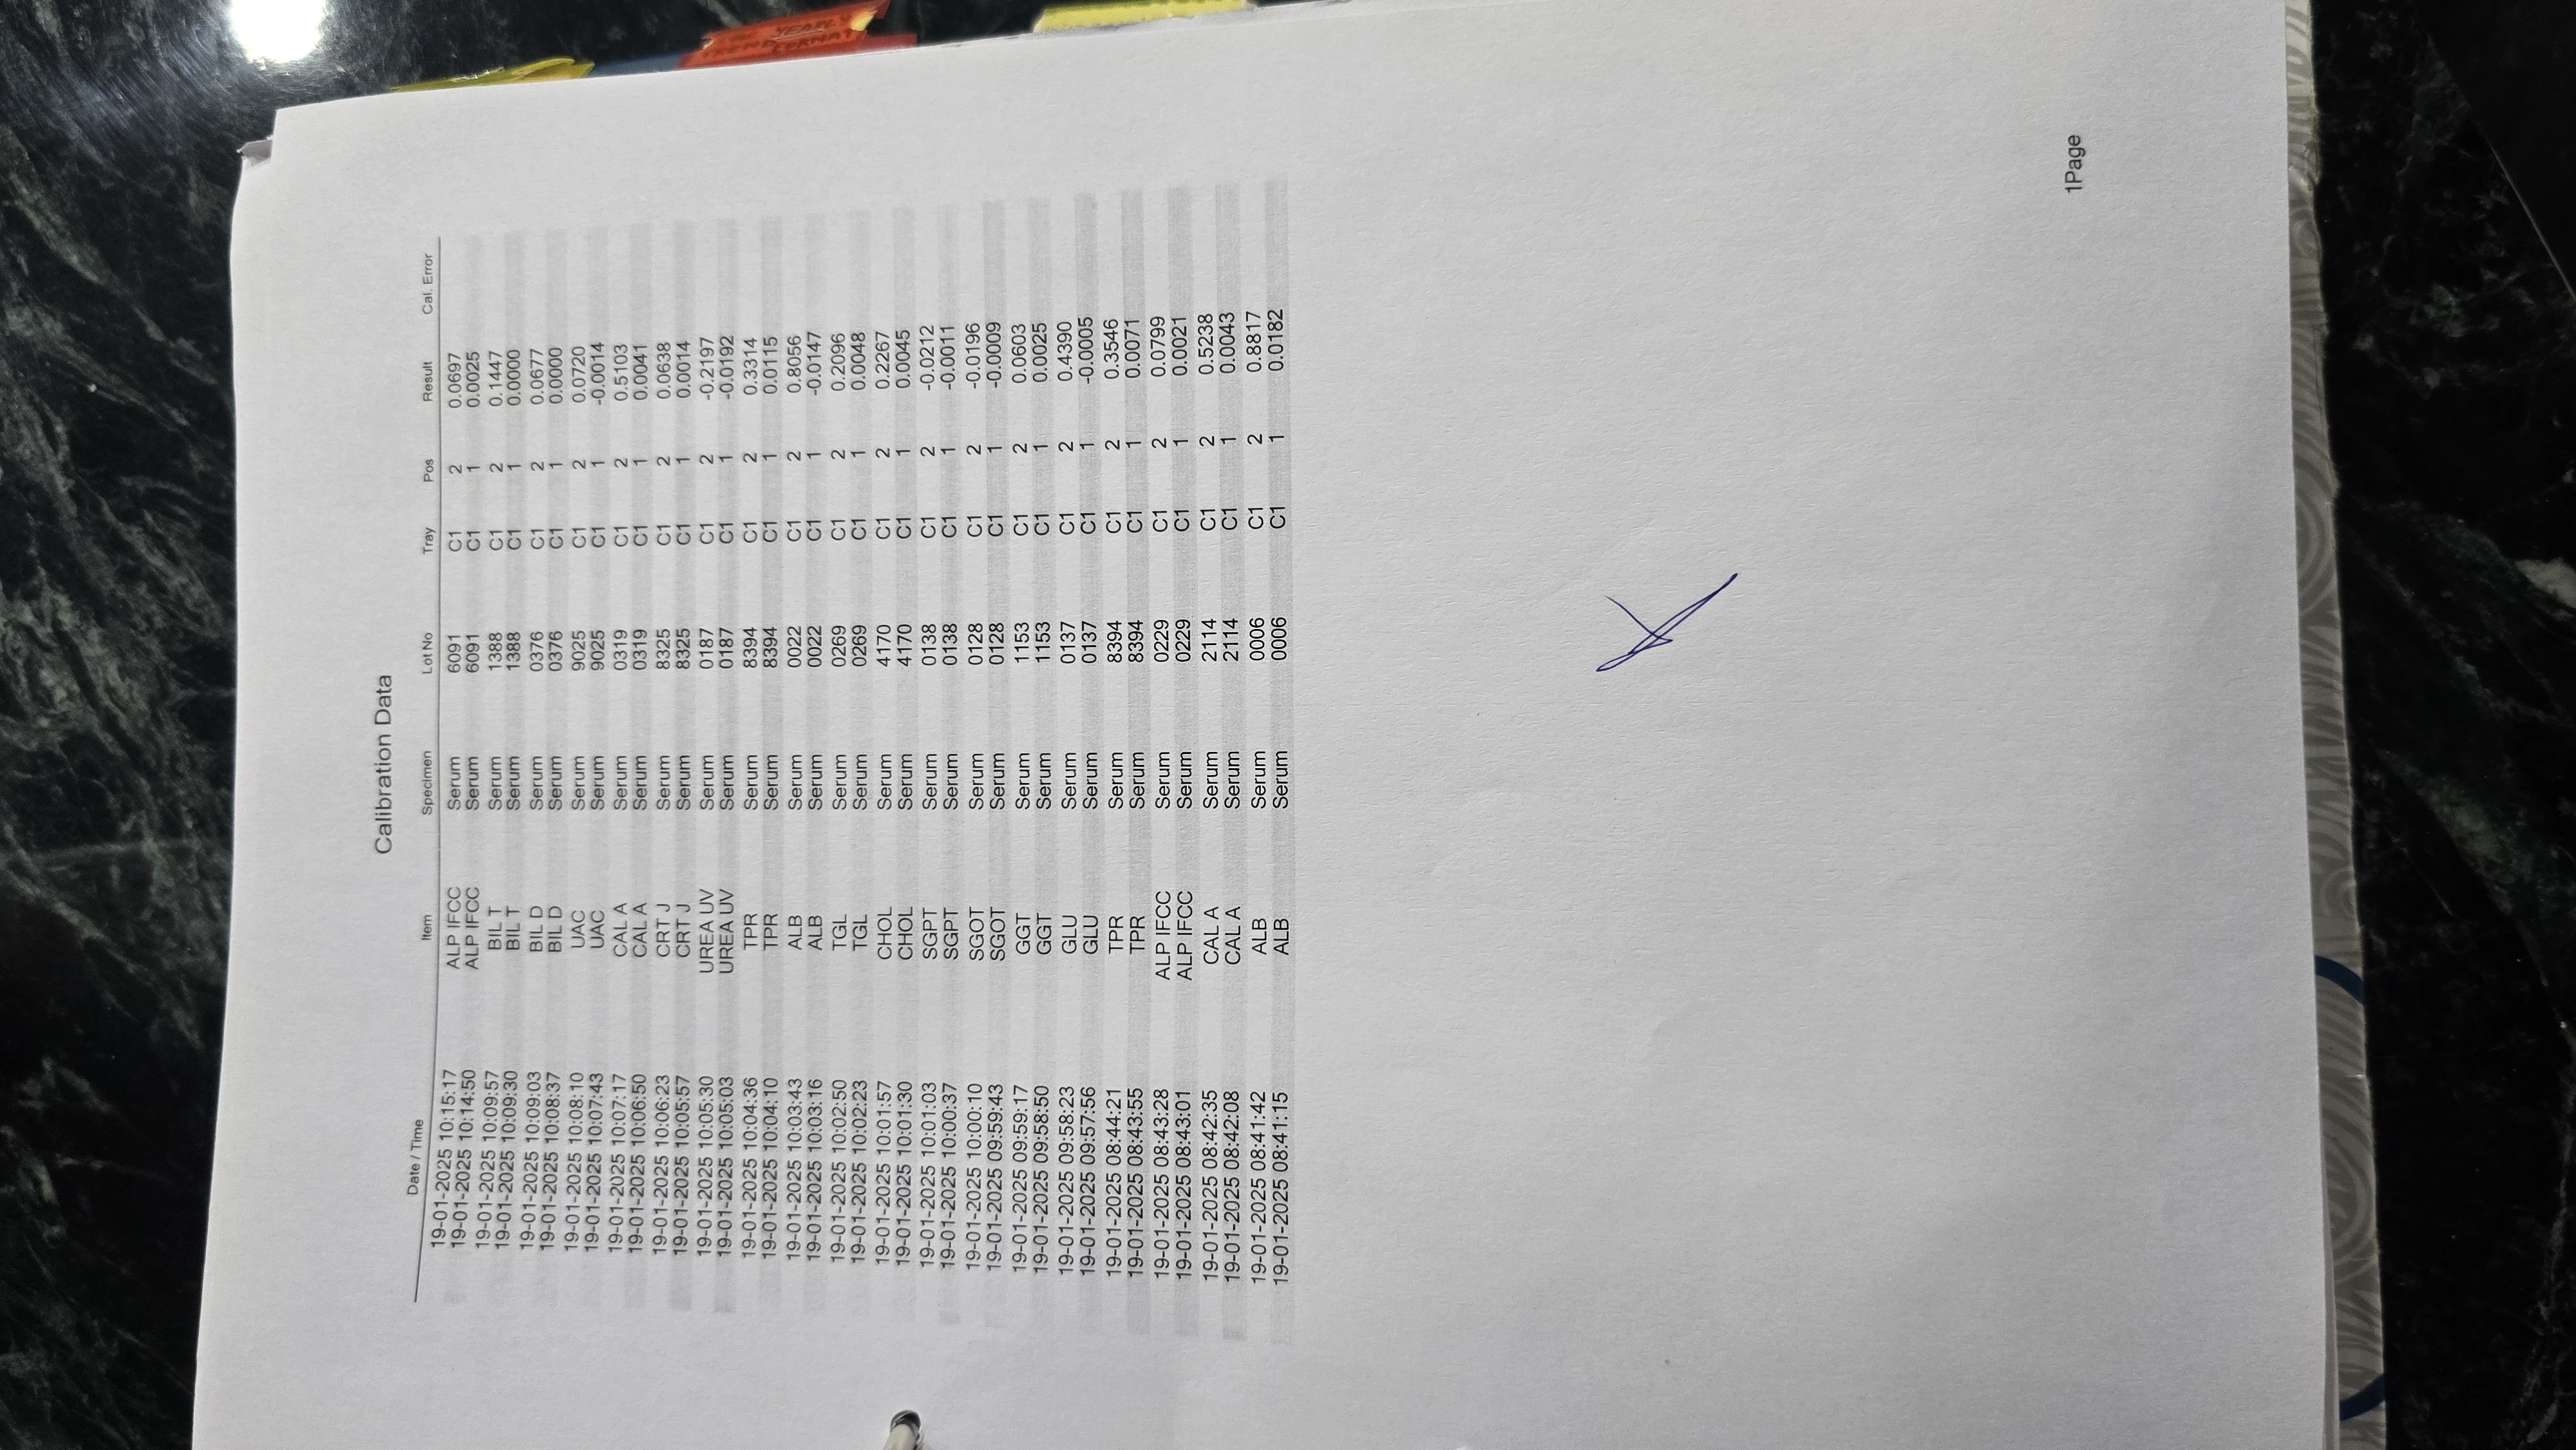 Calibration Data
Date / Time Item Specimen Lot No Tray Pos Result Cal. Error
19-01-2025 10:15:17 ALP IFCC Serum 6091 C1 2 0.0697
19-01-2025 10:14:50 ALP IFCC Serum 6091 C1 1 0.0025
19-01-2025 10:09:57 BIL T Serum 1388 C1 2 0.1447
19-01-2025 10:09:30 BIL T Serum 1388 C1 1 0.0000
19-01-2025 10:09:03 BIL D Serum 0376 C1 2 0.0677
19-01-2025 10:08:37 BIL D Serum 0376 C1 1 0.0000
19-01-2025 10:08:10 UAC Serum 9025 C1 2 0.0720
19-01-2025 10:07:43 UAC Serum 9025 C1 1 -0.0014
19-01-2025 10:07:17 CAL A Serum 0319 C1 2 0.5103
19-01-2025 10:06:50 CAL A Serum 0319 C1 1 0.0041
19-01-2025 10:06:23 CRT J Serum 8325 C1 2 0.0638
19-01-2025 10:05:57 CRT J Serum 8325 C1 1 0.0014
19-01-2025 10:05:30 UREA UV Serum 0187 C1 2 -0.2197
19-01-2025 10:05:03 UREA UV Serum 0187 C1 1 -0.0192
19-01-2025 10:04:36 TPR Serum 8394 C1 2 0.3314
19-01-2025 10:04:10 TPR Serum 8394 C1 1 0.0115
19-01-2025 10:03:43 ALB Serum 0022 C1 2 0.8056
19-01-2025 10:03:16 ALB Serum 0022 C1 1 -0.0147
19-01-2025 10:02:50 TGL Serum 0269 C1 2 0.2096
19-01-2025 10:02:23 TGL Serum 0269 C1 1 0.0048
19-01-2025 10:01:57 CHOL Serum 4170 C1 2 0.2267
19-01-2025 10:01:30 CHOL Serum 4170 C1 1 0.0045
19-01-2025 10:01:03 SGPT Serum 0138 C1 2 -0.0212
19-01-2025 10:00:37 SGPT Serum 0138 C1 1 -0.0011
19-01-2025 10:00:10 SGOT Serum 0128 C1 2 -0.0196
19-01-2025 09:59:43 SGOT Serum 0128 C1 1 -0.0009
19-01-2025 09:59:17 GGT Serum 1153 C1 2 0.0603
19-01-2025 09:58:50 GGT Serum 1153 C1 1 0.0025
19-01-2025 09:58:23 GLU Serum 0137 C1 2 0.4390
19-01-2025 09:57:56 GLU Serum 0137 C1 1 -0.0005
19-01-2025 08:44:21 TPR Serum 8394 C1 2 0.3546
19-01-2025 08:43:55 TPR Serum 8394 C1 1 0.0071
19-01-2025 08:43:28 ALP IFCC Serum 0229 C1 2 0.0799
19-01-2025 08:43:01 ALP IFCC Serum 0229 C1 1 0.0021
19-01-2025 08:42:35 CAL A Serum 2114 C1 2 0.5238
19-01-2025 08:42:08 CAL A Serum 2114 C1 1 0.0043
19-01-2025 08:41:42 ALB Serum 0006 C1 2 0.8817
19-01-2025 08:41:15 ALB Serum 0006 C1 1 0.0182
1Page